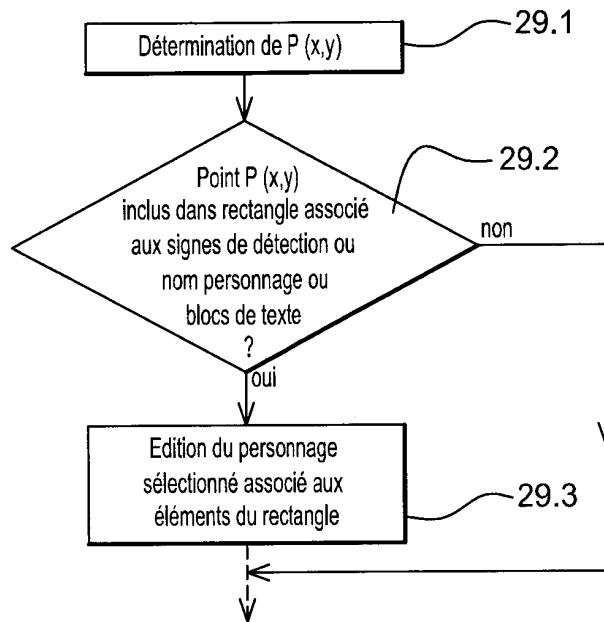 29.1
Détermination de P (x,y)
29.2
Point P (x,y)
inclus dans rectangle associé
aux signes de détection ou
nom personnage ou
blocs de texte
?
non
oui
Edition du personnage
sélectionné associé aux
éléments du rectangle
29.3